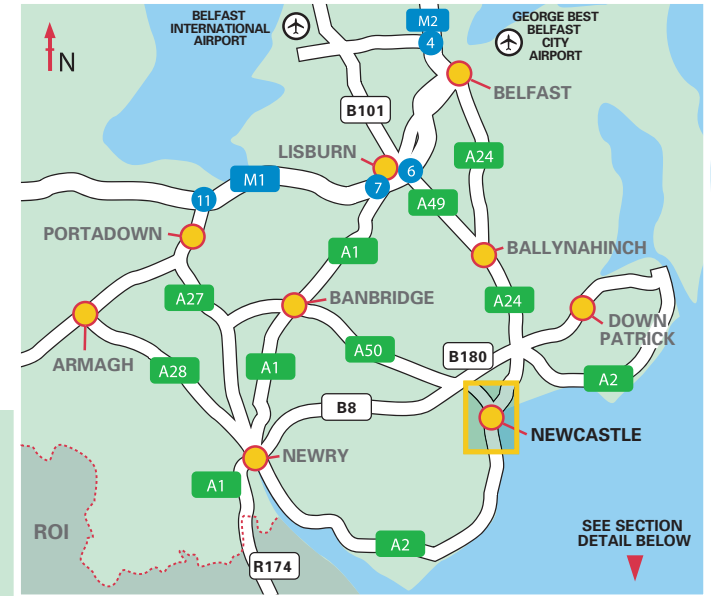 BELFAST
INTERNATIONAL
AIRPORT
M2
4
GEORGE BEST
BELFAST
CITY
AIRPORT
N
BELFAST
B101
LISBURN
A24
6
M1
7
11
A49
PORTADOWN
A1
BALLYNAHINCH
A27
BANBRIDGE
A24
DOWN
PATRICK
ARMAGH
A28
A1
A50
B180
A2
B8
NEWCASTLE
NEWRY
A1
ROI
A2
SEE SECTION
DETAIL BELOW
R174